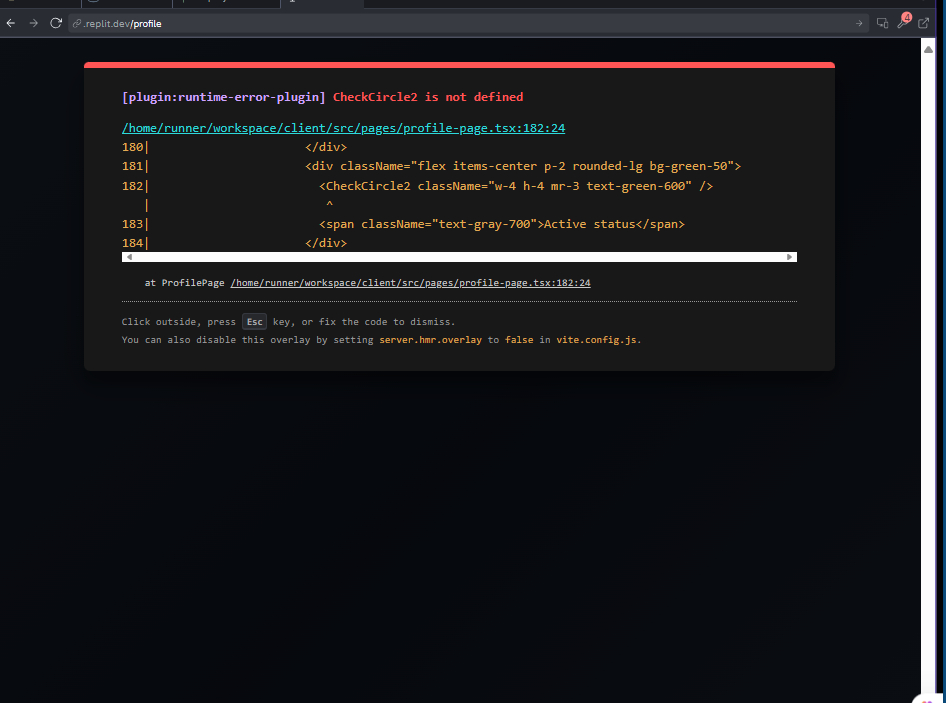 .replit.dev/profile
4
[plugin:runtime-error-plugin] CheckCircle2 is not defined
/home/runner/workspace/client/src/pages/profile-page.tsx:182:24
180|                      </div>
181|                      <div className="flex items-center p-2 rounded-lg bg-green-50">
182|                        <CheckCircle2 className="w-4 h-4 mr-3 text-green-600" />
   |                         ^
183|                        <span className="text-gray-700">Active status</span>
184|                      </div>
at ProfilePage /home/runner/workspace/client/src/pages/profile-page.tsx:182:24
Click outside, press Esc key, or fix the code to dismiss.
You can also disable this overlay by setting server.hmr.overlay to false in vite.config.js.